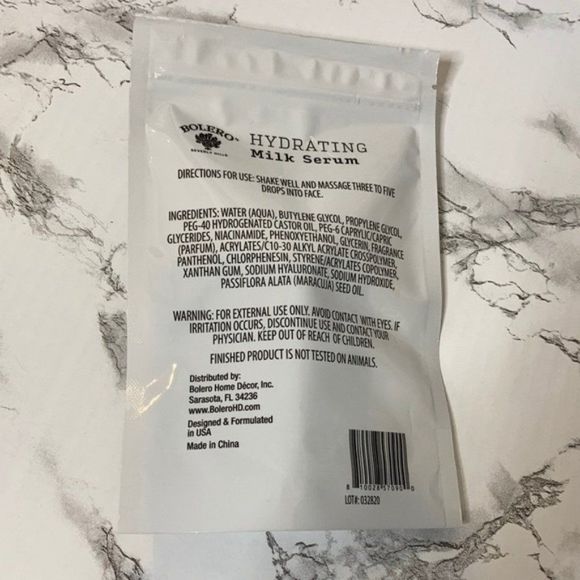 BOLERO®
BEVERLY HILLS
HYDRATING
Milk Serum
DIRECTIONS FOR USE: SHAKE WELL AND MASSAGE THREE TO FIVE
DROPS INTO FACE.
INGREDIENTS: WATER (AQUA), BUTYLENE GLYCOL, PROPYLENE GLYCOL,
PEG-40 HYDROGENATED CASTOR OIL, PEG-6 CAPRYLIC/CAPRIC
GLYCERIDES, NIACINAMIDE, PHENOXYETHANOL, GLYCERIN, FRAGRANCE
(PARFUM), ACRYLATES/C10-30 ALKYL ACRYLATE CROSSPOLYMER,
PANTHENOL, CHLORPHENESIN, STYRENE/ACRYLATES COPOLYMER,
XANTHAN GUM, SODIUM HYALURONATE, SODIUM HYDROXIDE,
PASSIFLORA ALATA (MARACUJA) SEED OIL.
WARNING: FOR EXTERNAL USE ONLY. AVOID CONTACT WITH EYES. IF
IRRITATION OCCURS, DISCONTINUE USE AND CONTACT YOUR
PHYSICIAN. KEEP OUT OF REACH OF CHILDREN.
FINISHED PRODUCT IS NOT TESTED ON ANIMALS.
Distributed by:
Bolero Home Décor, Inc.
Sarasota, FL 34236
www.BoleroHD.com
Designed & Formulated
in USA
Made in China
8 10028 57090 0
LOT#: 032820